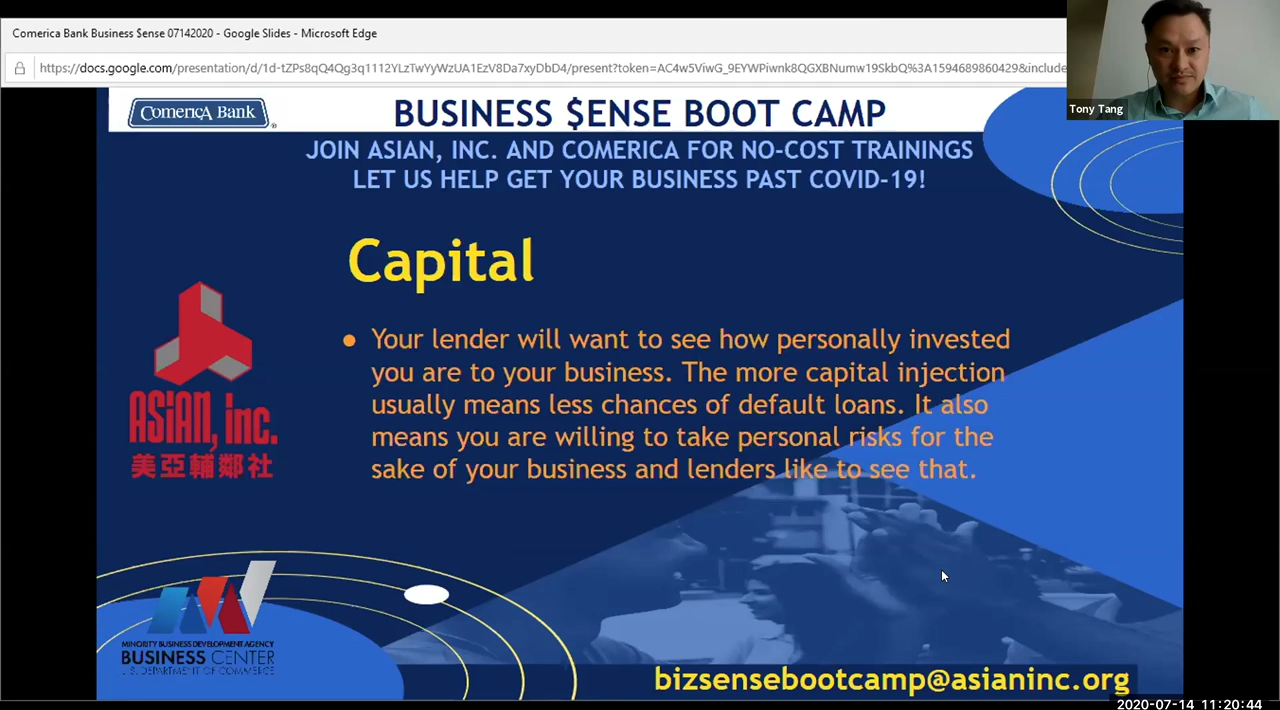 Comerica Bank Business $ense 07142020 - Google Slides - Microsoft Edge
https://docs.google.com/presentation/d/1d-tZPs8qQ4Qg3q1112YLzTwYyWzUA1EzV8Da7xyDbD4/present?token=AC4w5ViwG_9EYWPiwnk8QGXBNumw19SkbQ%3A1594689860429&include
Tony Tang
ComericA Bank
BUSINESS $ENSE BOOT CAMP
JOIN ASIAN, INC. AND COMERICA FOR NO-COST TRAININGS
LET US HELP GET YOUR BUSINESS PAST COVID-19!
Capital
● Your lender will want to see how personally invested
you are to your business. The more capital injection
usually means less chances of default loans. It also
means you are willing to take personal risks for the
sake of your business and lenders like to see that.
ASiAN, inc.
美亞輔鄰社
MINORITY BUSINESS DEVELOPMENT AGENCY
BUSINESS CENTER
U.S. DEPARTMENT OF COMMERCE
bizsensebootcamp@asianinc.org
2020-07-14 11:20:44